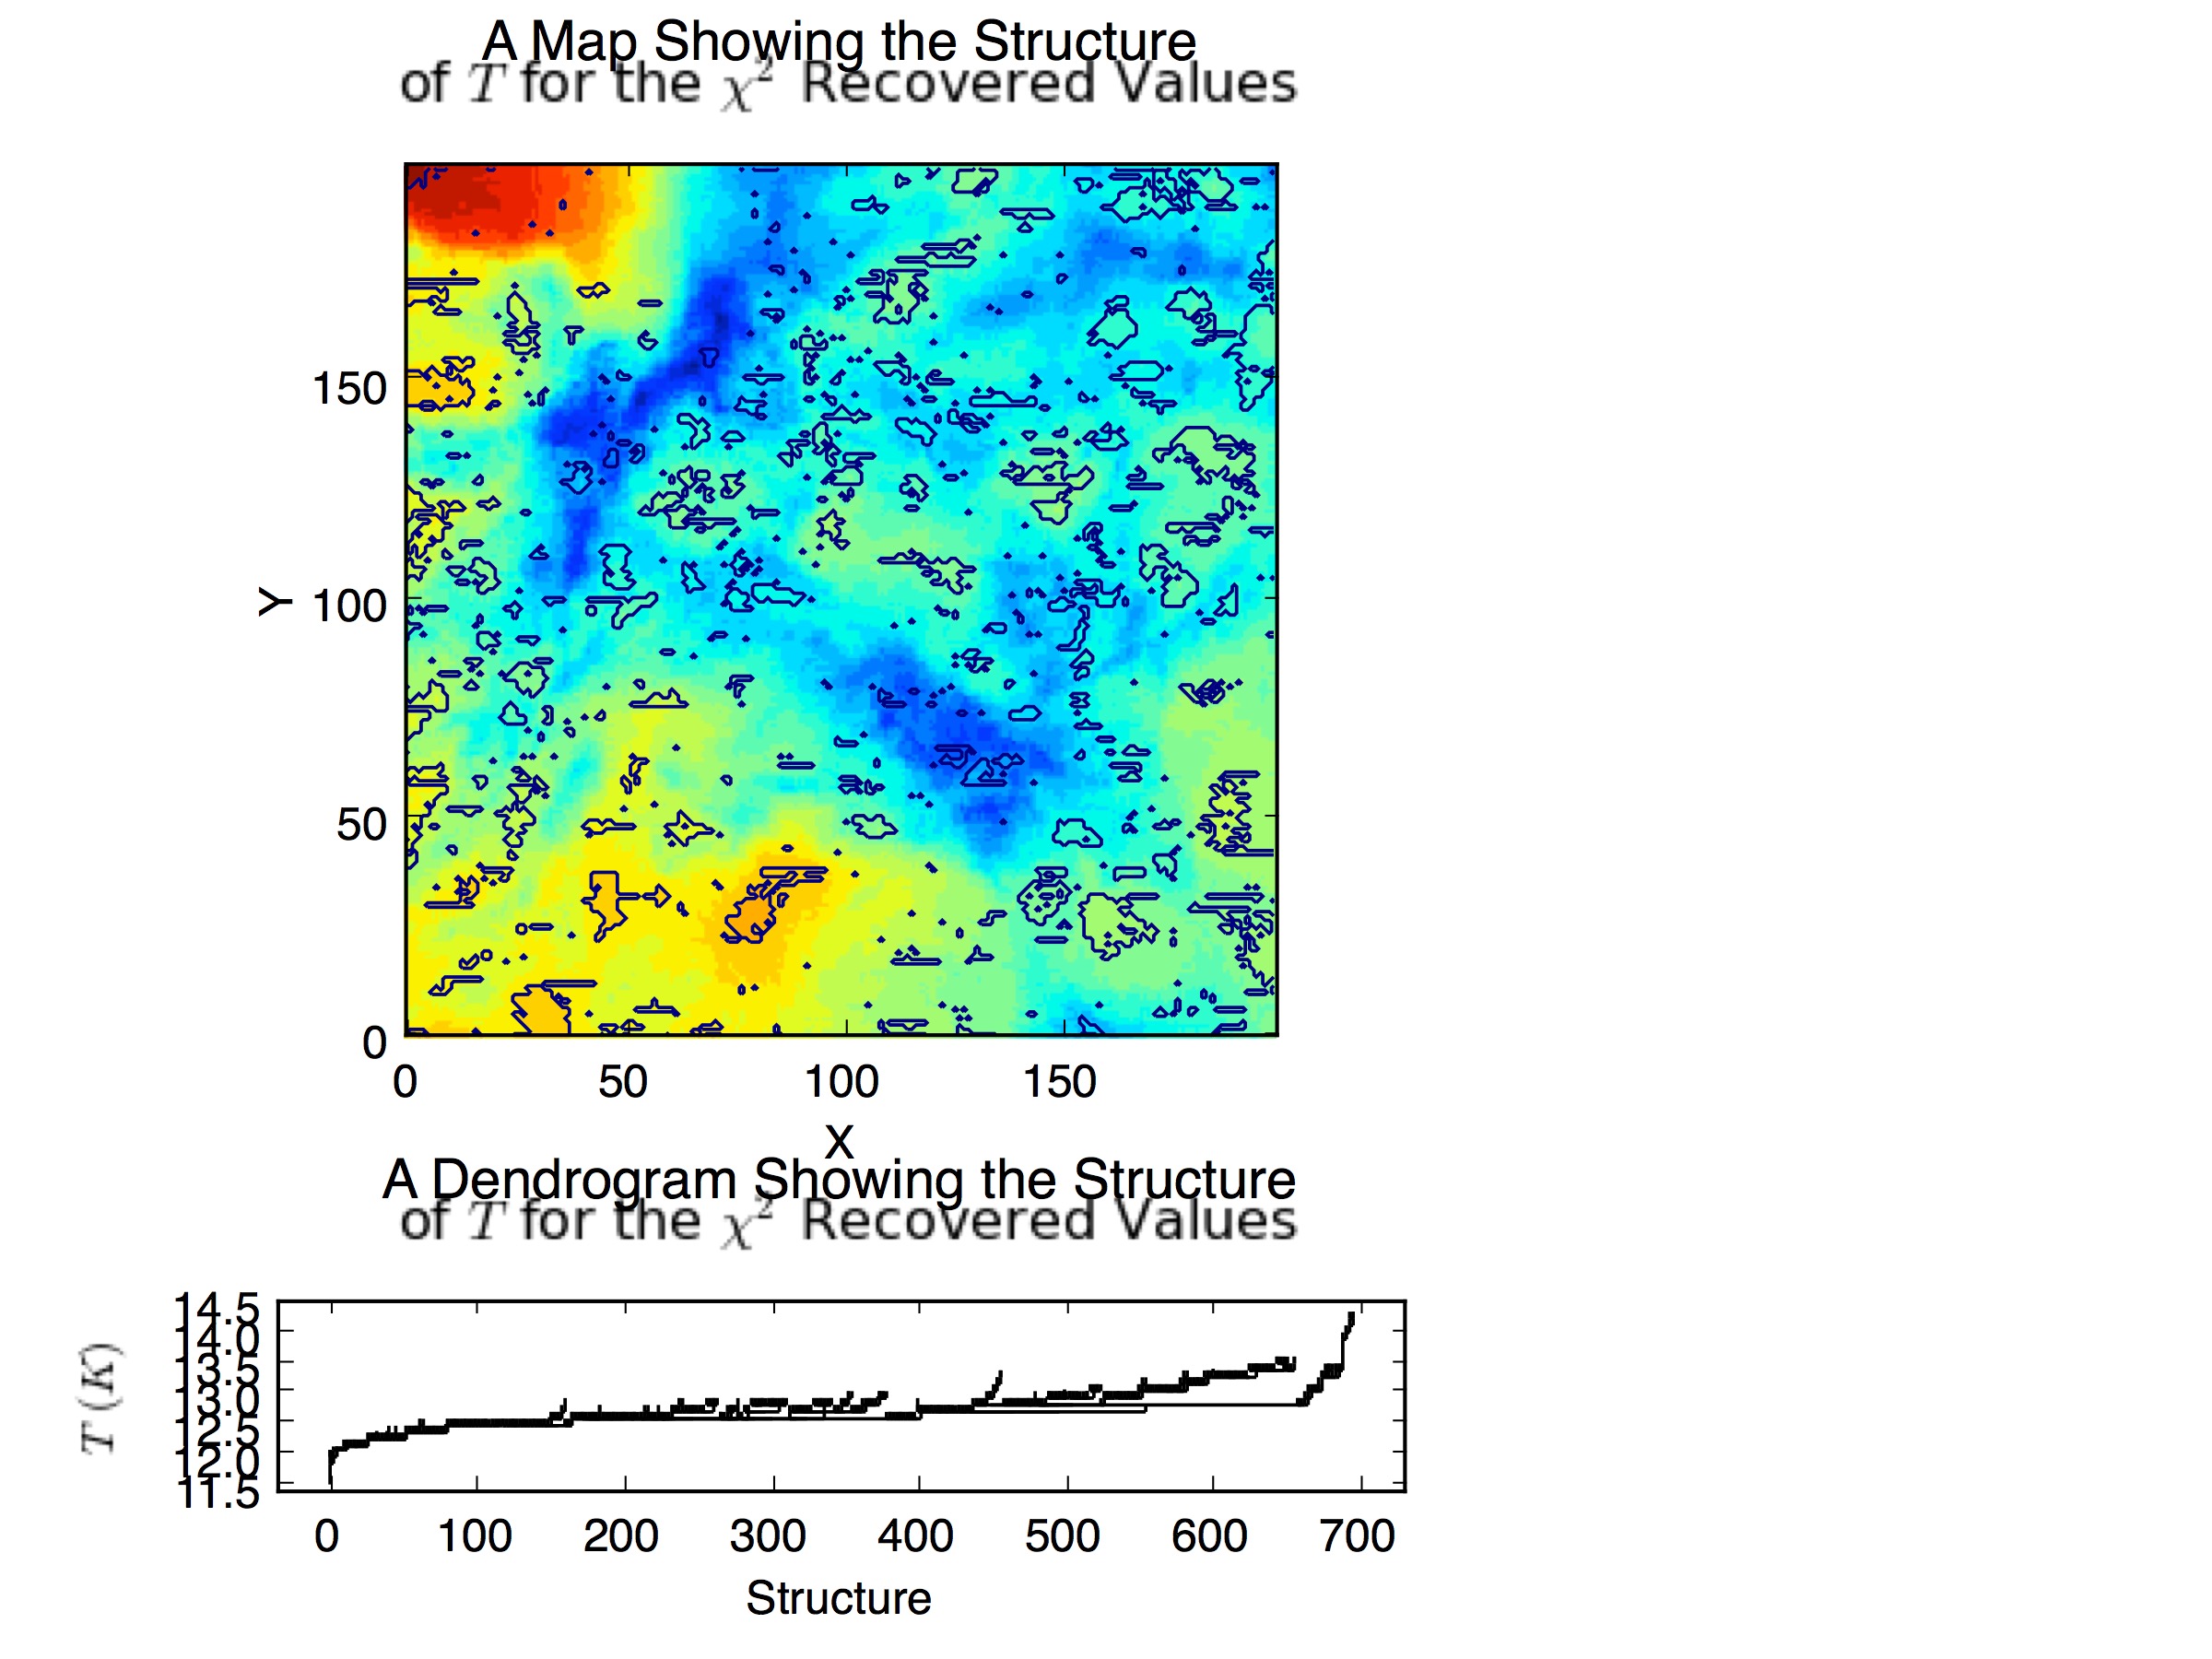 A Map Showing the Structure
of T for the χ² Recovered Values
Y
150
100
50
0
0 50 100 150
X
A Dendrogram Showing the Structure
of T for the χ² Recovered Values
T (K)
14.5
14.0
13.5
13.0
12.5
12.0
11.5
0 100 200 300 400 500 600 700
Structure